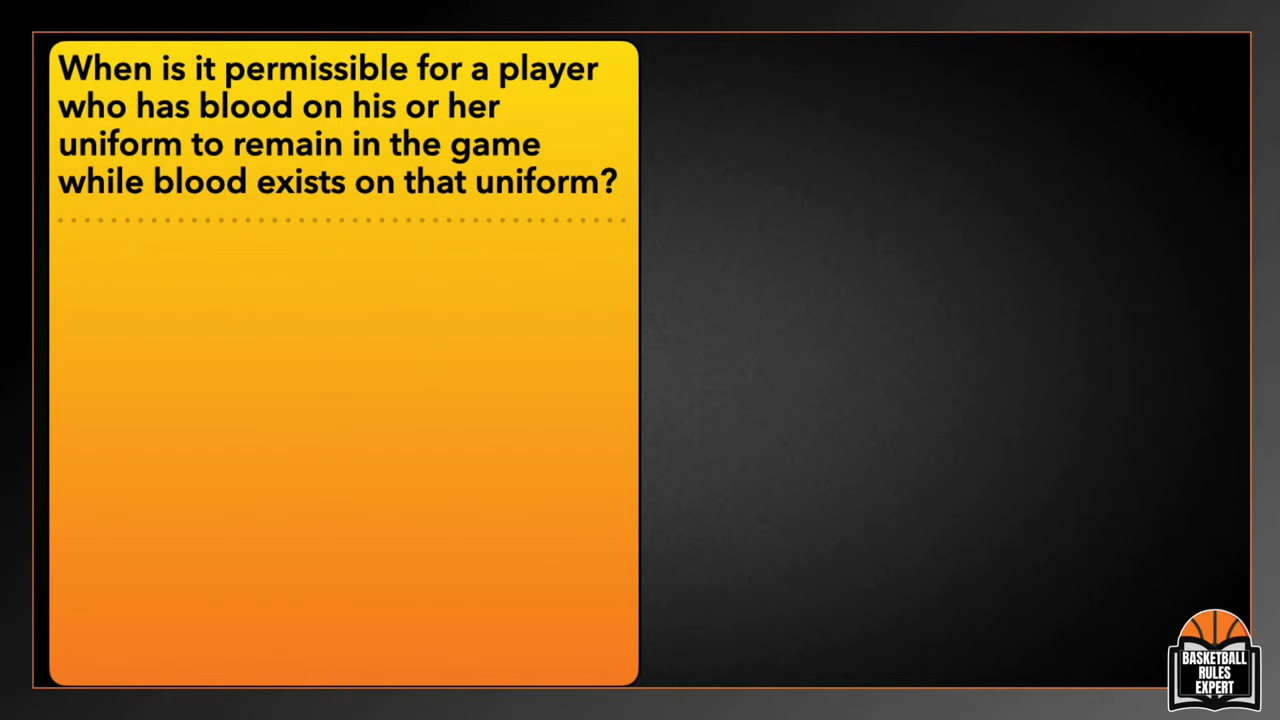 When is it permissible for a player
who has blood on his or her
uniform to remain in the game
while blood exists on that uniform?
BASKETBALL
RULES
EXPERT